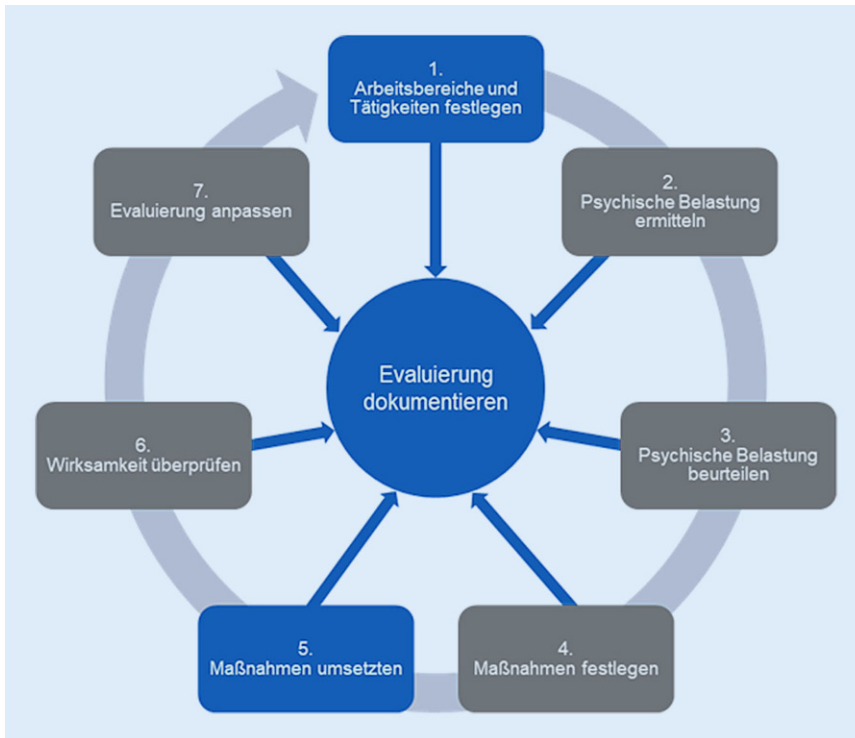 1.
Arbeitsbereiche und
Tätigkeiten festlegen
2.
Psychische Belastung
ermitteln
3.
Psychische Belastung
beurteilen
4.
Maßnahmen festlegen
5.
Maßnahmen umsetzten
6.
Wirksamkeit überprüfen
7.
Evaluierung anpassen
Evaluierung
dokumentieren